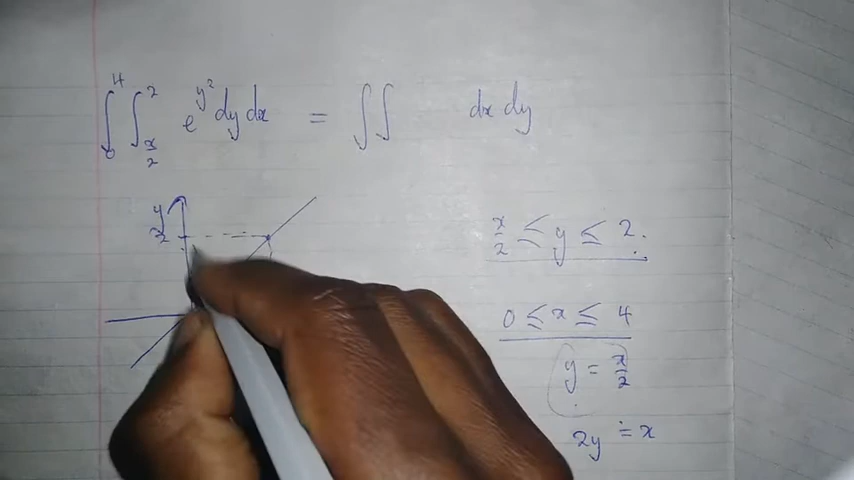 ∫₀⁴ ∫_{x/2}^{2} e^{y²} dy dx = ∬ dx dy
y
2
x/2 ≤ y ≤ 2.
0 ≤ x ≤ 4
y = x/2
2y = x